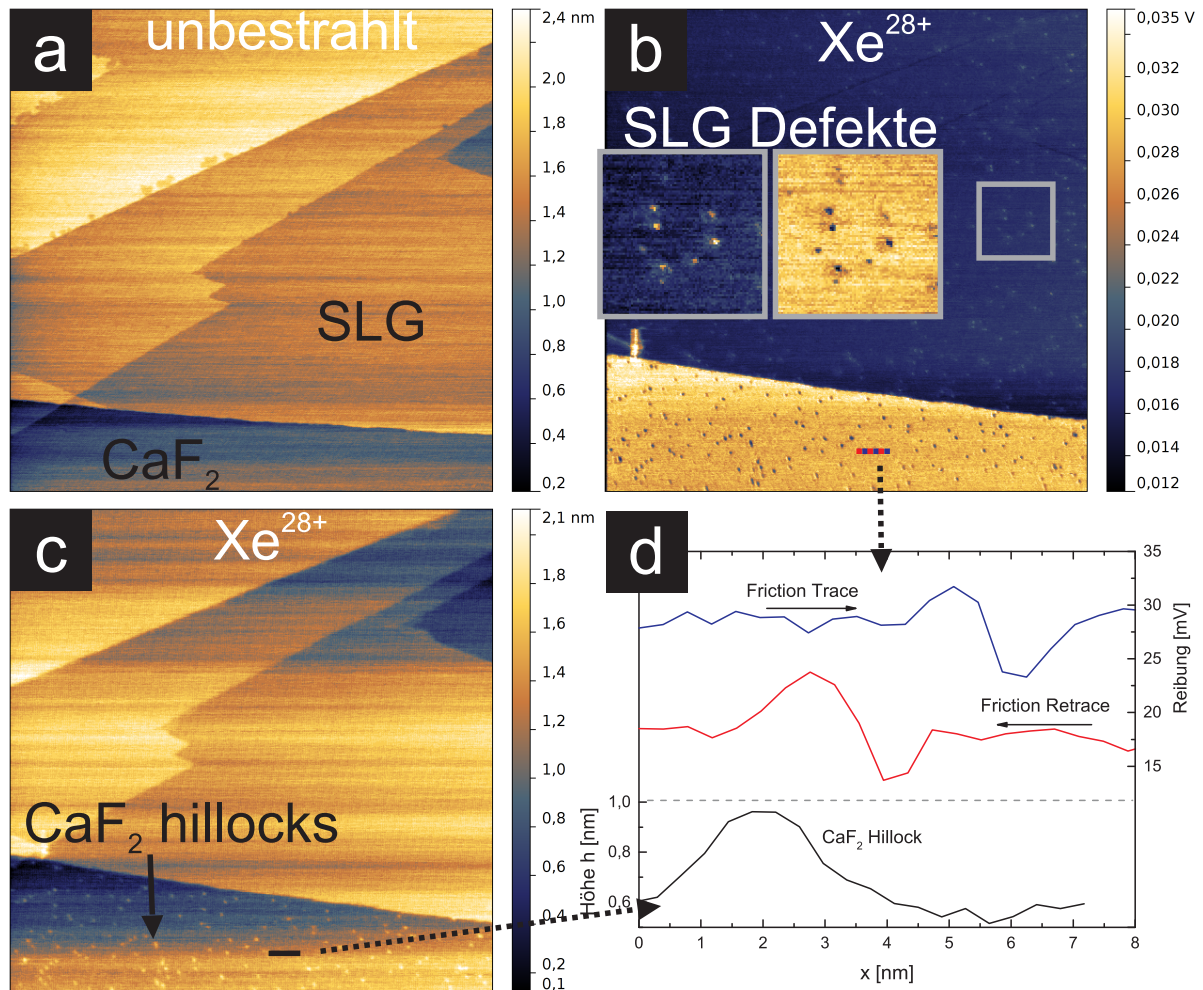 a
unbestrahlt
SLG
CaF₂
2,4 nm
2,0
1,8
1,6
1,4
1,2
1,0
0,8
0,6
0,4
0,2
b
Xe²⁸⁺
SLG Defekte
0,035 V
0,032
0,030
0,028
0,026
0,024
0,022
0,020
0,018
0,016
0,014
0,012
c
Xe²⁸⁺
CaF₂ hillocks
2,1 nm
1,8
1,6
1,4
1,2
1,0
0,8
0,6
0,4
0,2
0,1
d
Friction Trace
Friction Retrace
CaF₂ Hillock
35
30
25
20
15
Reibung [mV]
1,0
0,8
0,6
Höhe h [nm]
0 1 2 3 4 5 6 7 8
x [nm]